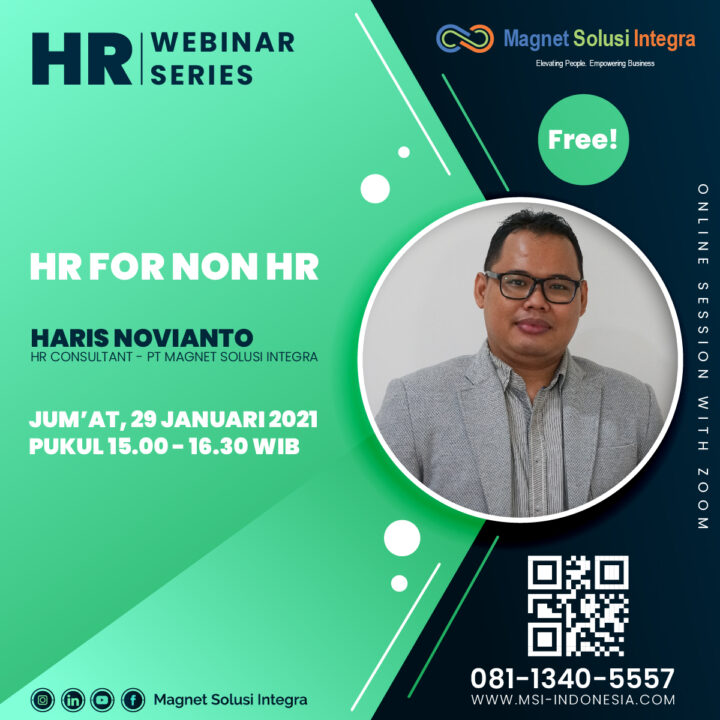 HR
WEBINAR
SERIES
Magnet Solusi Integra
Elevating People. Empowering Business
Free!
ONLINE SESSION WITH ZOOM
HR FOR NON HR
HARIS NOVIANTO
HR CONSULTANT - PT MAGNET SOLUSI INTEGRA
JUM'AT, 29 JANUARI 2021
PUKUL 15.00 - 16.30 WIB
081-1340-5557
WWW.MSI-INDONESIA.COM
Magnet Solusi Integra